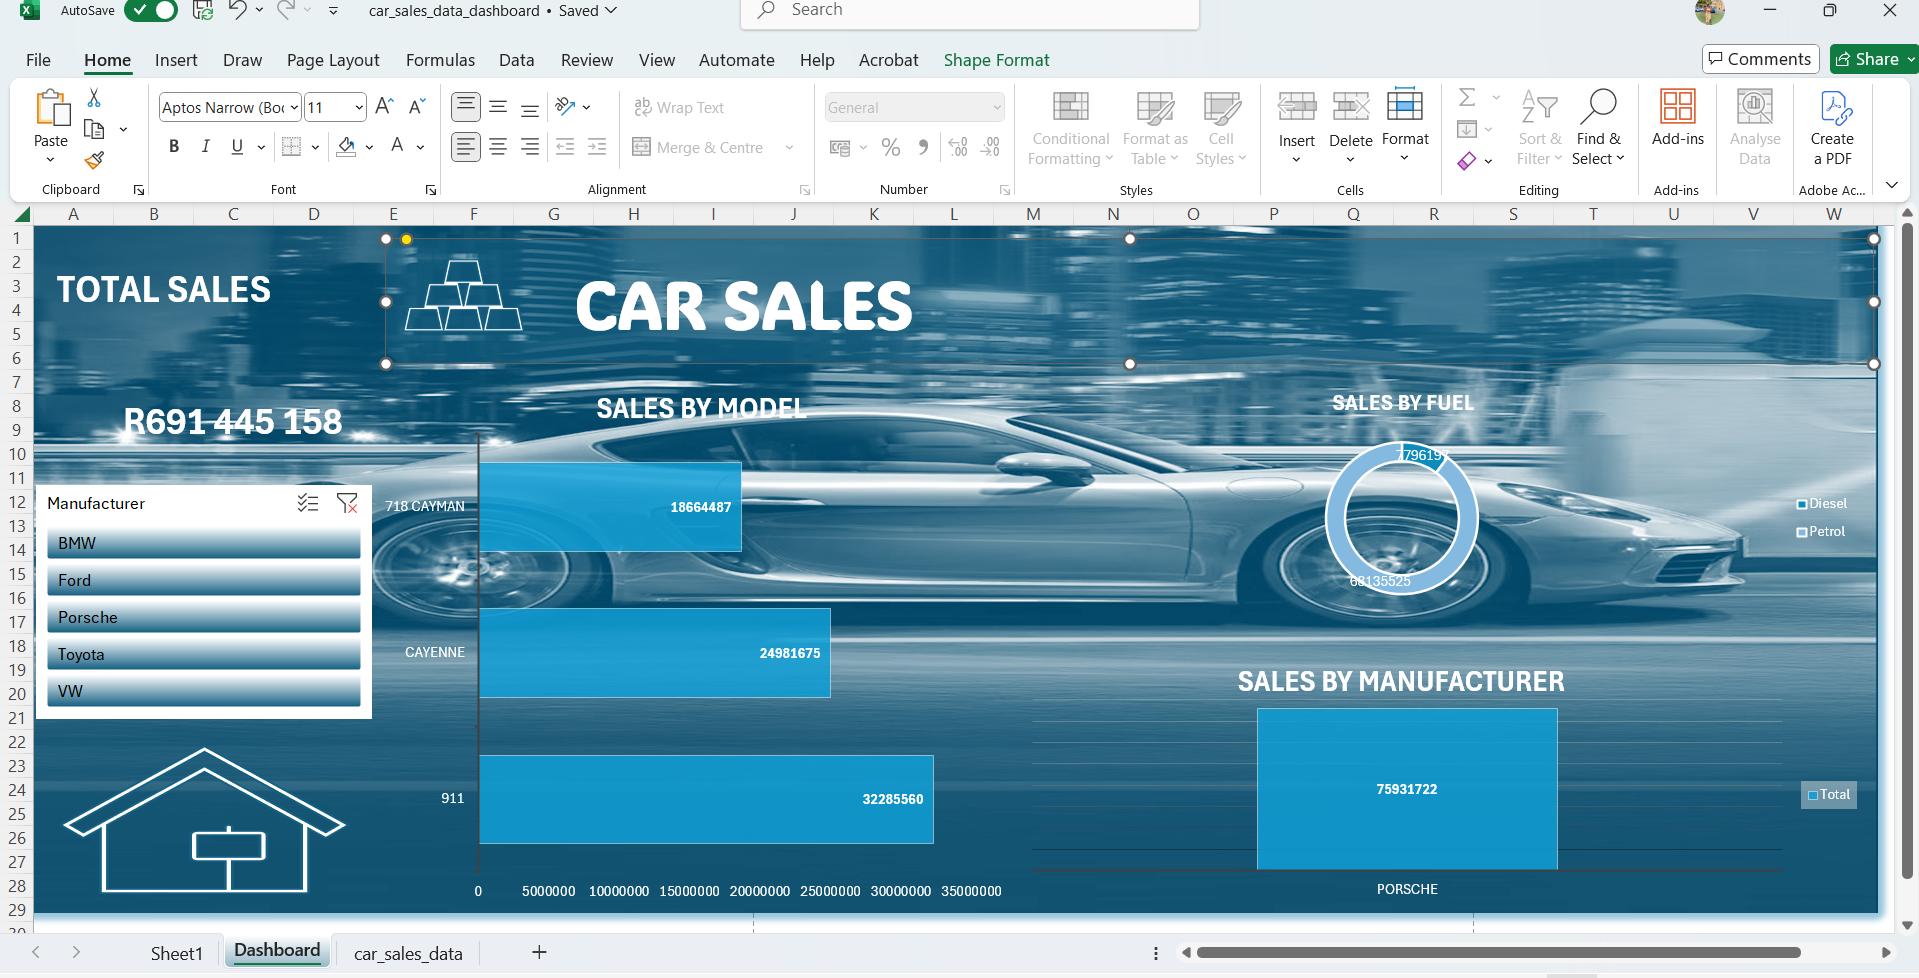 AutoSave
car_sales_data_dashboard • Saved
Search
File
Home
Insert
Draw
Page Layout
Formulas
Data
Review
View
Automate
Help
Acrobat
Shape Format
Comments
Share
Paste
Clipboard
Aptos Narrow (Boc
11
B I U
A
Font
Wrap Text
Merge & Centre
Alignment
General
%
Number
Conditional
Formatting
Format as
Table
Cell
Styles
Styles
Insert
Delete
Format
Cells
Sort &
Filter
Find &
Select
Editing
Add-ins
Add-ins
Analyse
Data
Create
a PDF
Adobe Ac...
A B C D E F G H I J K L M N O P Q R S T U V W
1
2
3
4
5
6
7
8
9
10
11
12
13
14
15
16
17
18
19
20
21
22
23
24
25
26
27
28
29
30
TOTAL SALES
CAR SALES
R691 445 158
Manufacturer
BMW
Ford
Porsche
Toyota
VW
SALES BY MODEL
718 CAYMAN
18664487
CAYENNE
24981675
911
32285560
0 5000000 10000000 15000000 20000000 25000000 30000000 35000000
SALES BY FUEL
7796197
68135525
Diesel
Petrol
SALES BY MANUFACTURER
75931722
PORSCHE
Total
Sheet1
Dashboard
car_sales_data